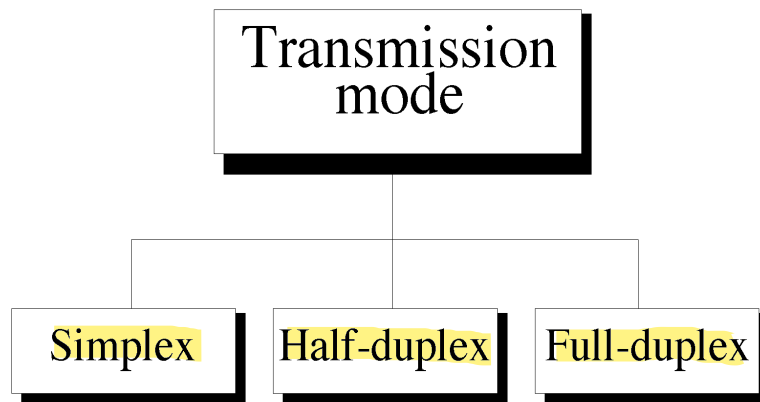 Transmission
mode
Simplex
Half-duplex
Full-duplex